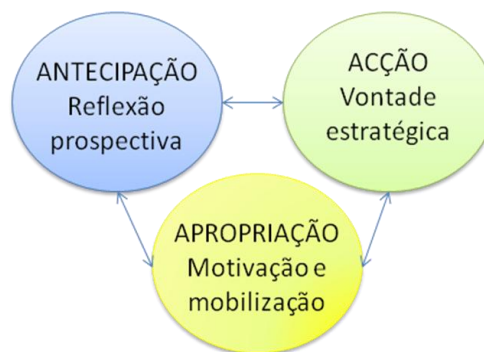 ANTECIPAÇÃO
Reflexão
prospectiva
ACÇÃO
Vontade
estratégica
APROPRIAÇÃO
Motivação e
mobilização